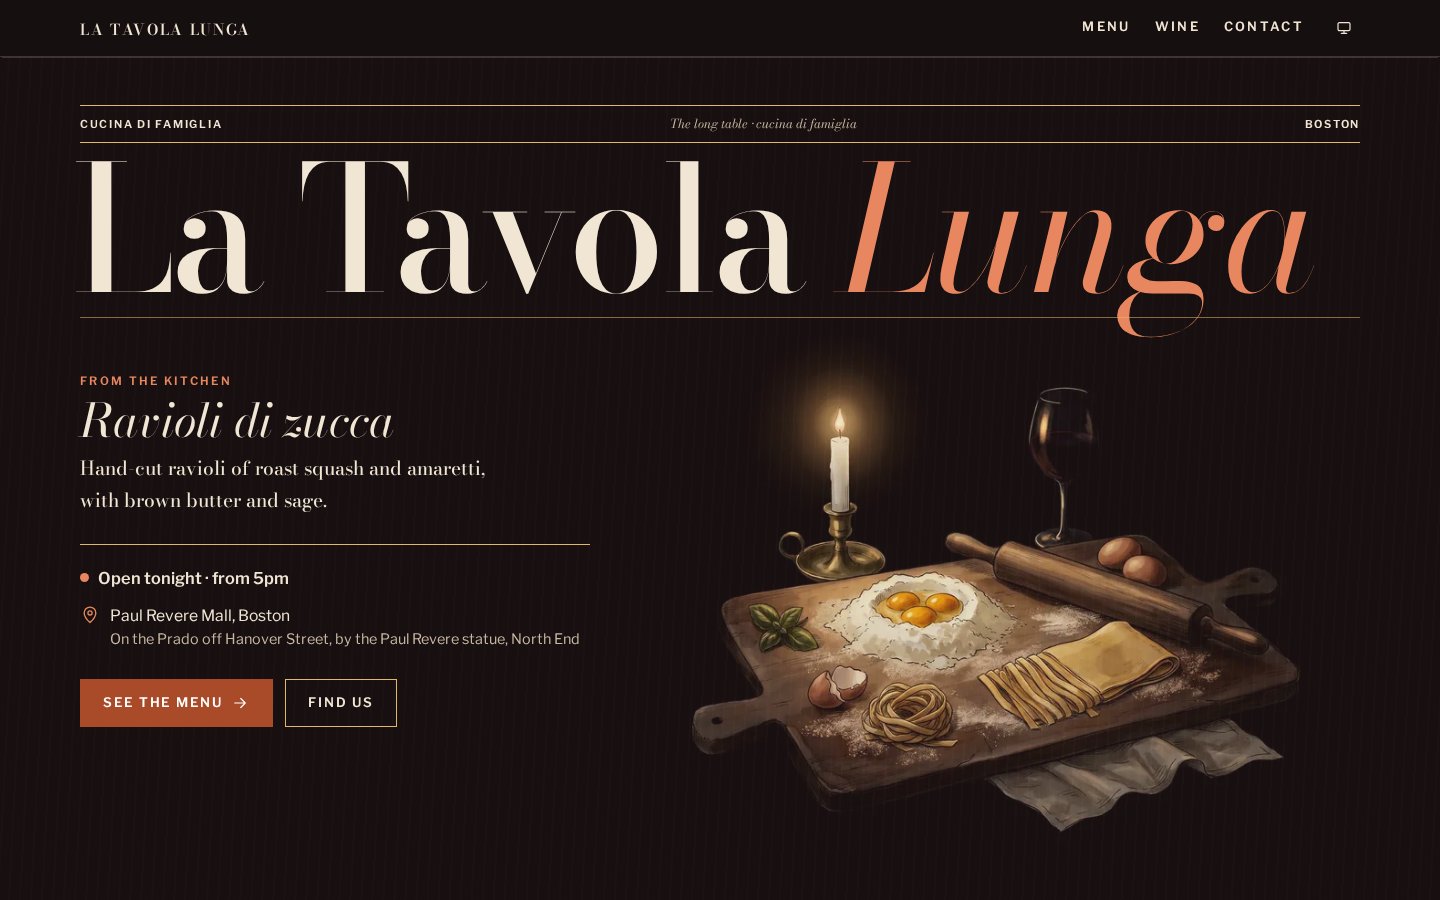 LA TAVOLA LUNGA
MENU WINE CONTACT
CUCINA DI FAMIGLIA
The long table · cucina di famiglia
BOSTON
La Tavola Lunga
FROM THE KITCHEN
Ravioli di zucca
Hand-cut ravioli of roast squash and amaretti,
with brown butter and sage.
Open tonight · from 5pm
Paul Revere Mall, Boston
On the Prado off Hanover Street, by the Paul Revere statue, North End
SEE THE MENU →
FIND US